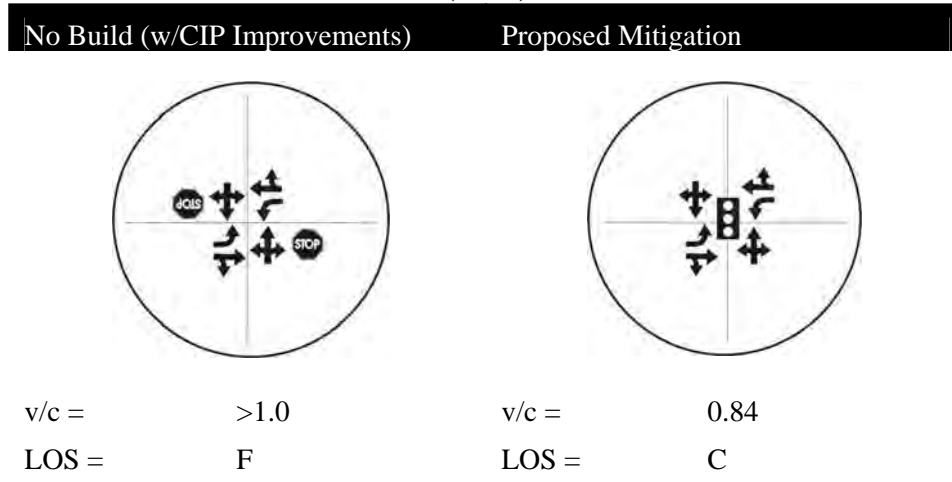 No Build (w/CIP Improvements) Proposed Mitigation
STOP
STOP
v/c = >1.0 v/c = 0.84
LOS = F LOS = C